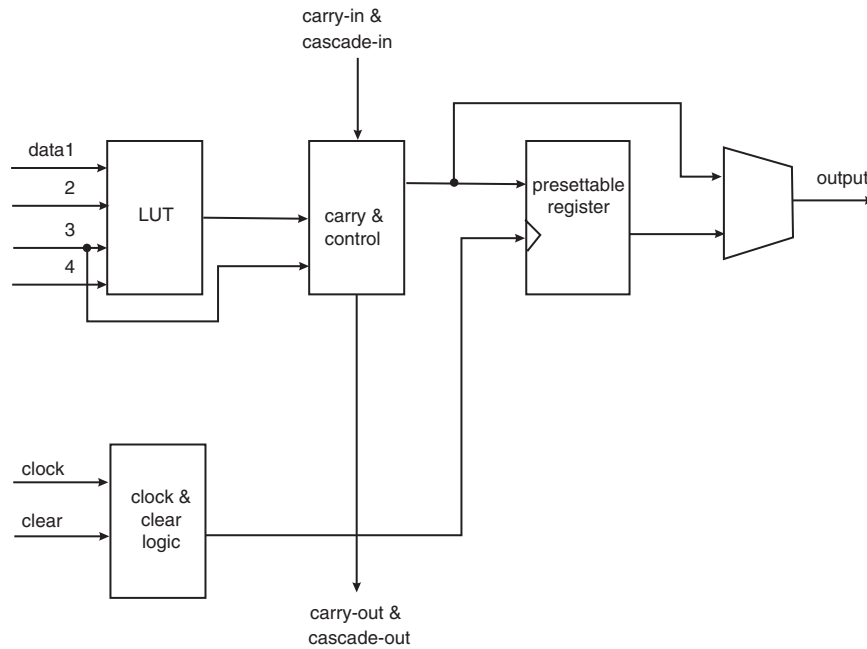 carry-in &
cascade-in
data1
2
3
4
LUT
carry &
control
presettable
register
output
clock
clear
clock &
clear
logic
carry-out &
cascade-out